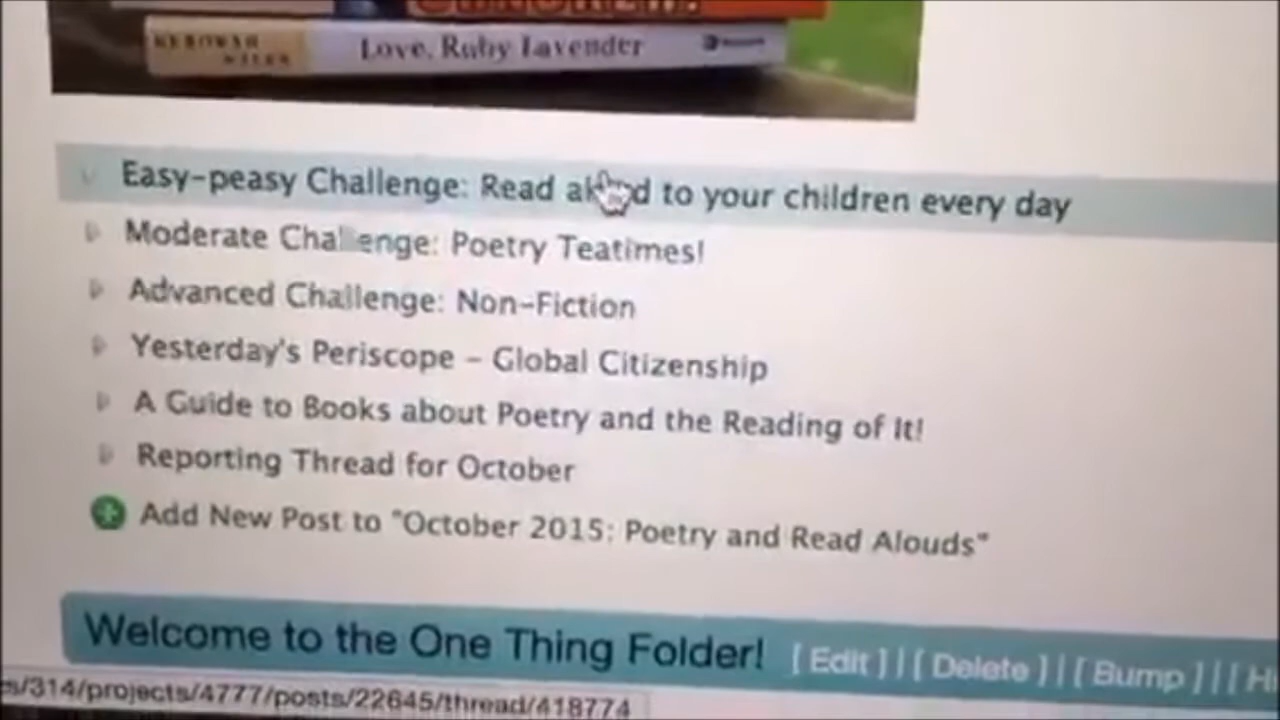 DEBORAH
WILES
Love, Ruby Lavender
Easy-peasy Challenge: Read aloud to your children every day
Moderate Challenge: Poetry Teatimes!
Advanced Challenge: Non-Fiction
Yesterday's Periscope - Global Citizenship
A Guide to Books about Poetry and the Reading of It!
Reporting Thread for October
Add New Post to "October 2015: Poetry and Read Alouds"
Welcome to the One Thing Folder! [ Edit ] | [ Delete ] | [ Bump ] | [ Hi
s/314/projects/4777/posts/22645/thread/418774